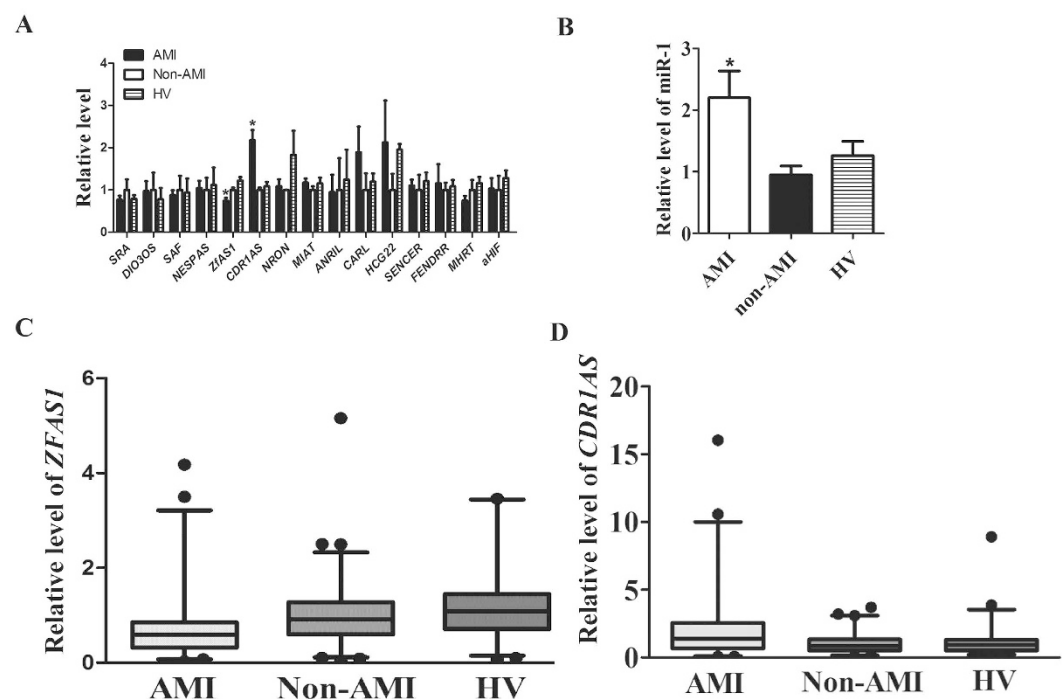 A
AMI
Non-AMI
HV
Relative level
4
3
2
1
0
*
*
SRA
DIO3OS
SAF
NESPAS
ZfAS1
CDR1AS
NRON
MIAT
ANRIL
CARL
HCG22
SENCER
FENDRR
MHRT
aHIF
B
Relative level of miR-1
3
2
1
0
*
AMI
non-AMI
HV
C
Relative level of ZFAS1
6
4
2
0
AMI
Non-AMI
HV
D
Relative level of CDR1AS
20
15
10
5
0
AMI
Non-AMI
HV